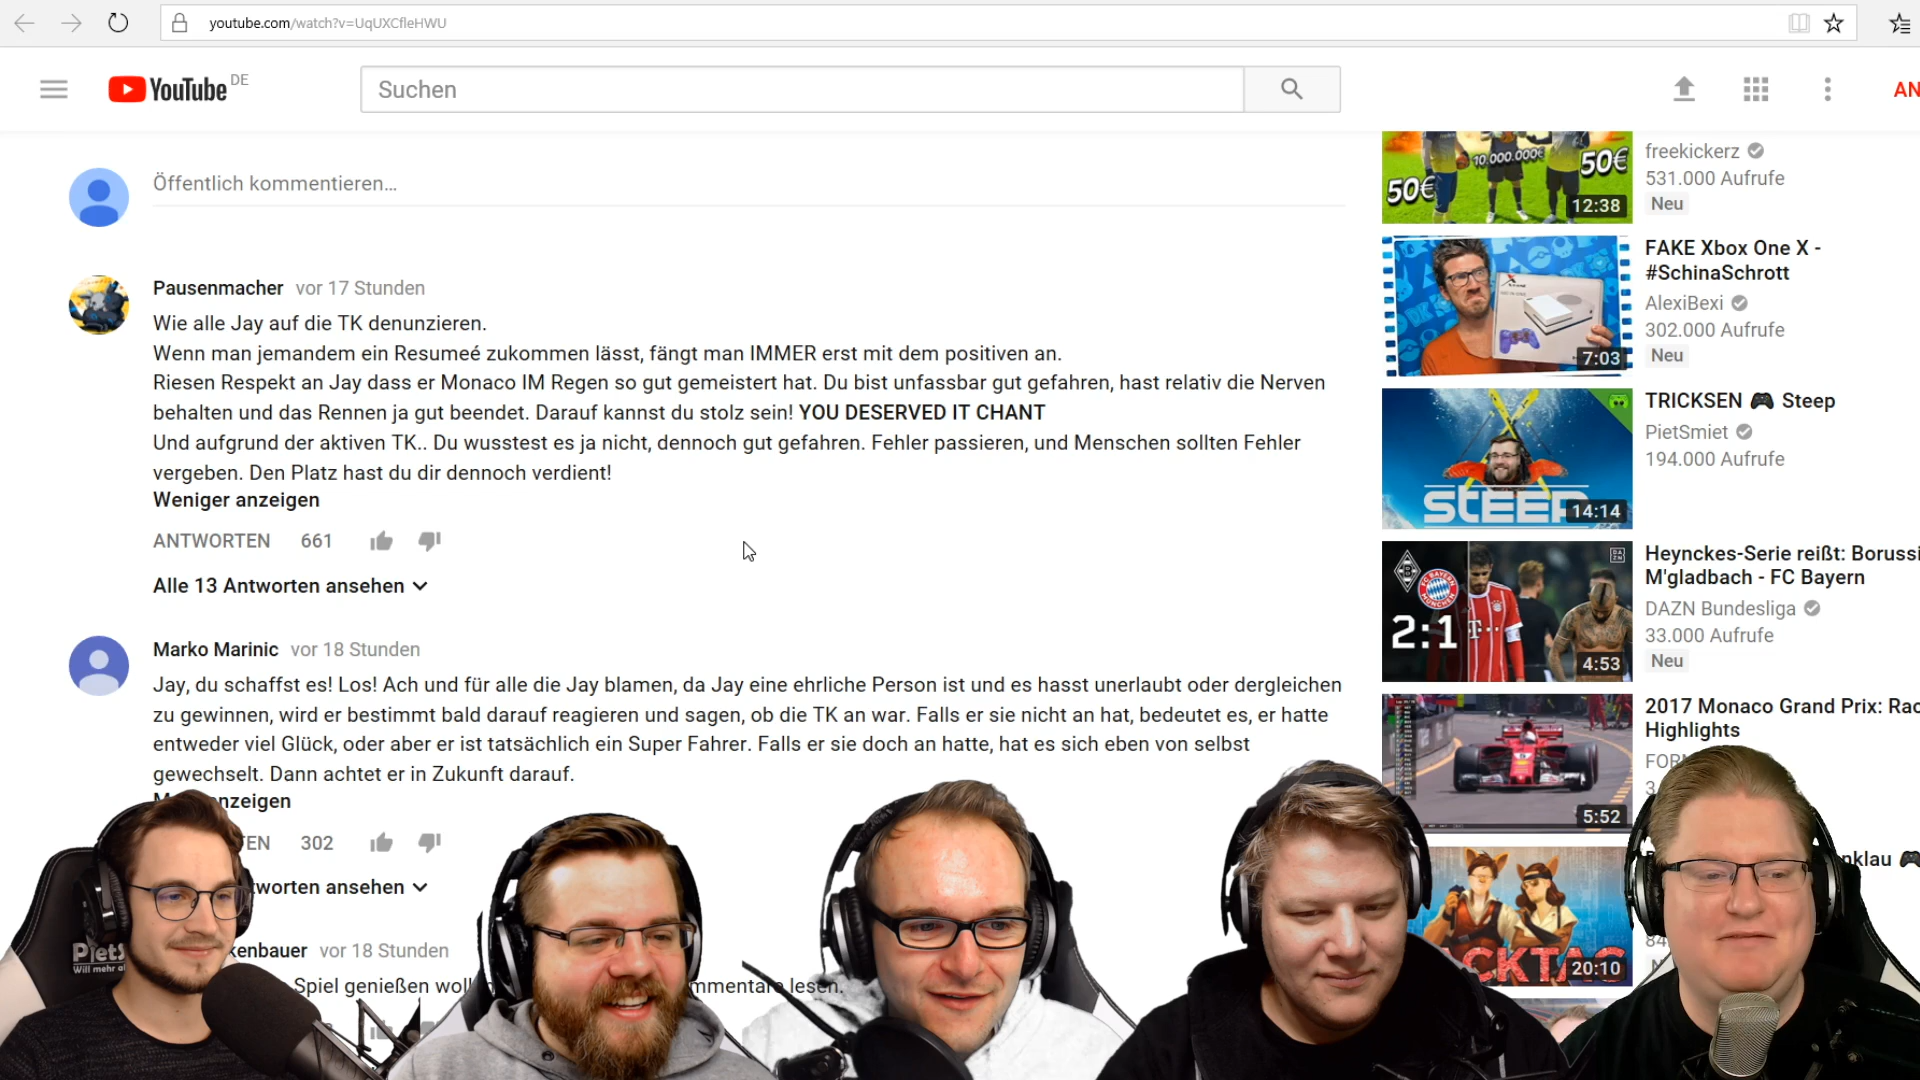 youtube.com/watch?v=UqUXCfleHWU
YouTube DE
Suchen
AN
Öffentlich kommentieren...
Pausenmacher vor 17 Stunden
Wie alle Jay auf die TK denunzieren.
Wenn man jemandem ein Resumeé zukommen lässt, fängt man IMMER erst mit dem positiven an.
Riesen Respekt an Jay dass er Monaco IM Regen so gut gemeistert hat. Du bist unfassbar gut gefahren, hast relativ die Nerven
behalten und das Rennen ja gut beendet. Darauf kannst du stolz sein! YOU DESERVED IT CHANT
Und aufgrund der aktiven TK.. Du wusstest es ja nicht, dennoch gut gefahren. Fehler passieren, und Menschen sollten Fehler
vergeben. Den Platz hast du dir dennoch verdient!
Weniger anzeigen
ANTWORTEN 661
Alle 13 Antworten ansehen
Marko Marinic vor 18 Stunden
Jay, du schaffst es! Los! Ach und für alle die Jay blamen, da Jay eine ehrliche Person ist und es hasst unerlaubt oder dergleichen
zu gewinnen, wird er bestimmt bald darauf reagieren und sagen, ob die TK an war. Falls er sie nicht an hat, bedeutet es, er hatte
entweder viel Glück, oder aber er ist tatsächlich ein Super Fahrer. Falls er sie doch an hatte, hat es sich eben von selbst
gewechselt. Dann achtet er in Zukunft darauf.
nzeigen
TEN 302
tworten ansehen
kenbauer vor 18 Stunden
Spiel genießen woll
mmentare lesen.
PietS
Will mehr a
50€
10.000.000€
50€
12:38
freekickerz
531.000 Aufrufe
Neu
7:03
FAKE Xbox One X -
#SchinaSchrott
AlexiBexi
302.000 Aufrufe
Neu
STEEP
14:14
TRICKSEN 🎮 Steep
PietSmiet
194.000 Aufrufe
2:1
T
DAZN
4:53
Heynckes-Serie reißt: Borussi
M'gladbach - FC Bayern
DAZN Bundesliga
33.000 Aufrufe
Neu
5:52
2017 Monaco Grand Prix: Rac
Highlights
FORM
3
CKTAG
20:10
nklau 🎮
84
N